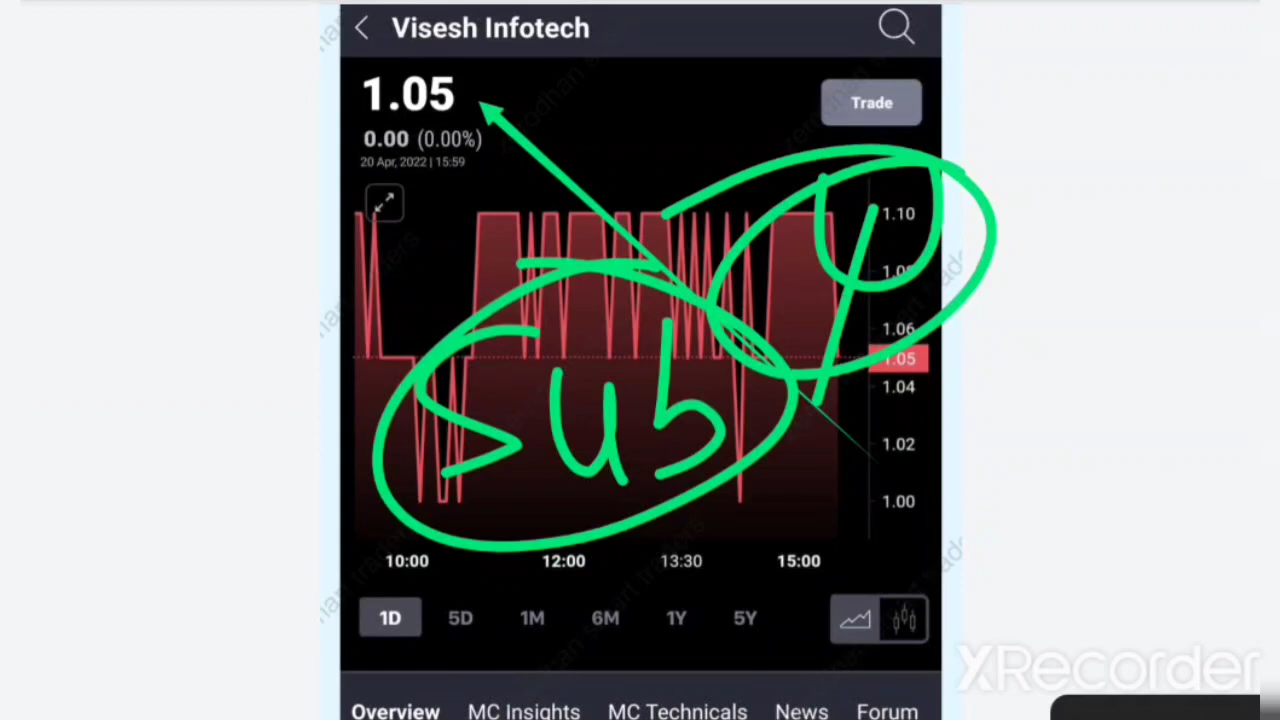 Visesh Infotech
1.05
Trade
0.00 (0.00%)
20 Apr, 2022 | 15:59
1.10
1.06
1.05
1.04
1.02
1.00
Sub
10:00 12:00 13:30 15:00
1D 5D 1M 6M 1Y 5Y
XRecorder
Overview MC Insights MC Technicals News Forum